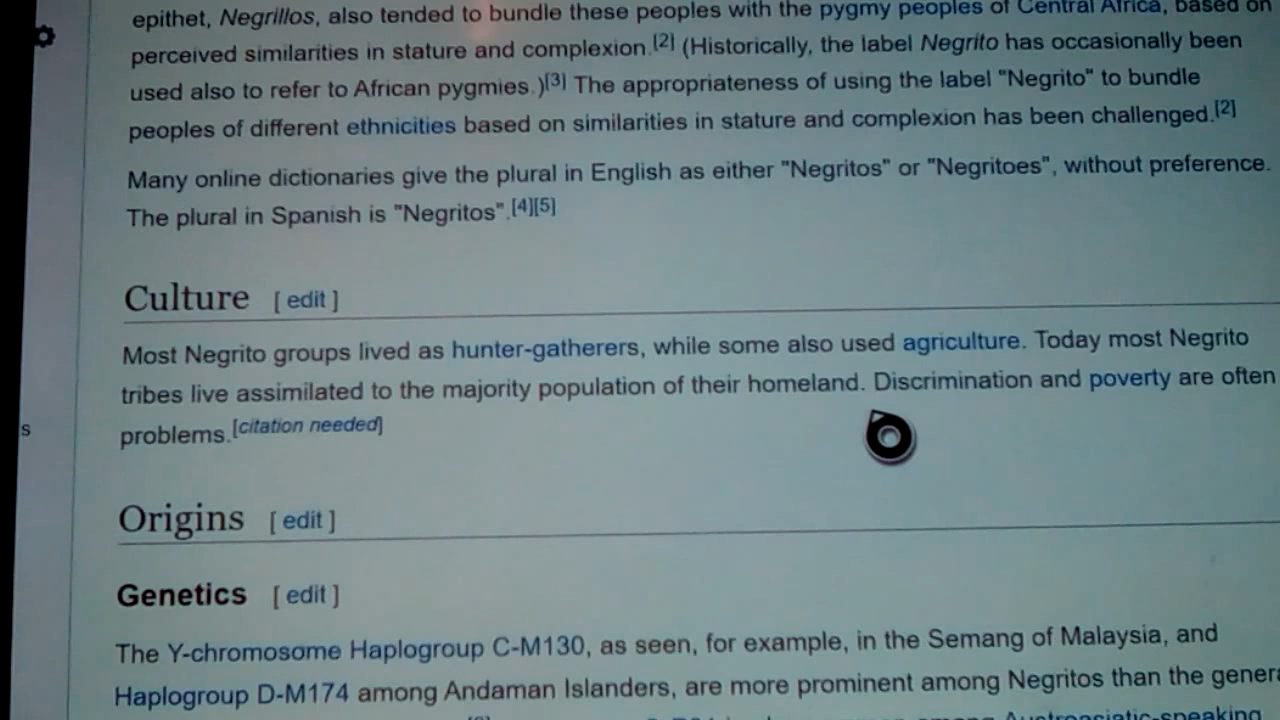 epithet, Negrillos, also tended to bundle these peoples with the pygmy peoples of Central Africa, based on
perceived similarities in stature and complexion.[2] (Historically, the label Negrito has occasionally been
used also to refer to African pygmies.)[3] The appropriateness of using the label "Negrito" to bundle
peoples of different ethnicities based on similarities in stature and complexion has been challenged.[2]
Many online dictionaries give the plural in English as either "Negritos" or "Negritoes", without preference.
The plural in Spanish is "Negritos".[4][5]
Culture [ edit ]
Most Negrito groups lived as hunter-gatherers, while some also used agriculture. Today most Negrito
tribes live assimilated to the majority population of their homeland. Discrimination and poverty are often
s
problems.[citation needed]
Origins [ edit ]
Genetics [ edit ]
The Y-chromosome Haplogroup C-M130, as seen, for example, in the Semang of Malaysia, and
Haplogroup D-M174 among Andaman Islanders, are more prominent among Negritos than the genera
among Austroasiatic-speaking